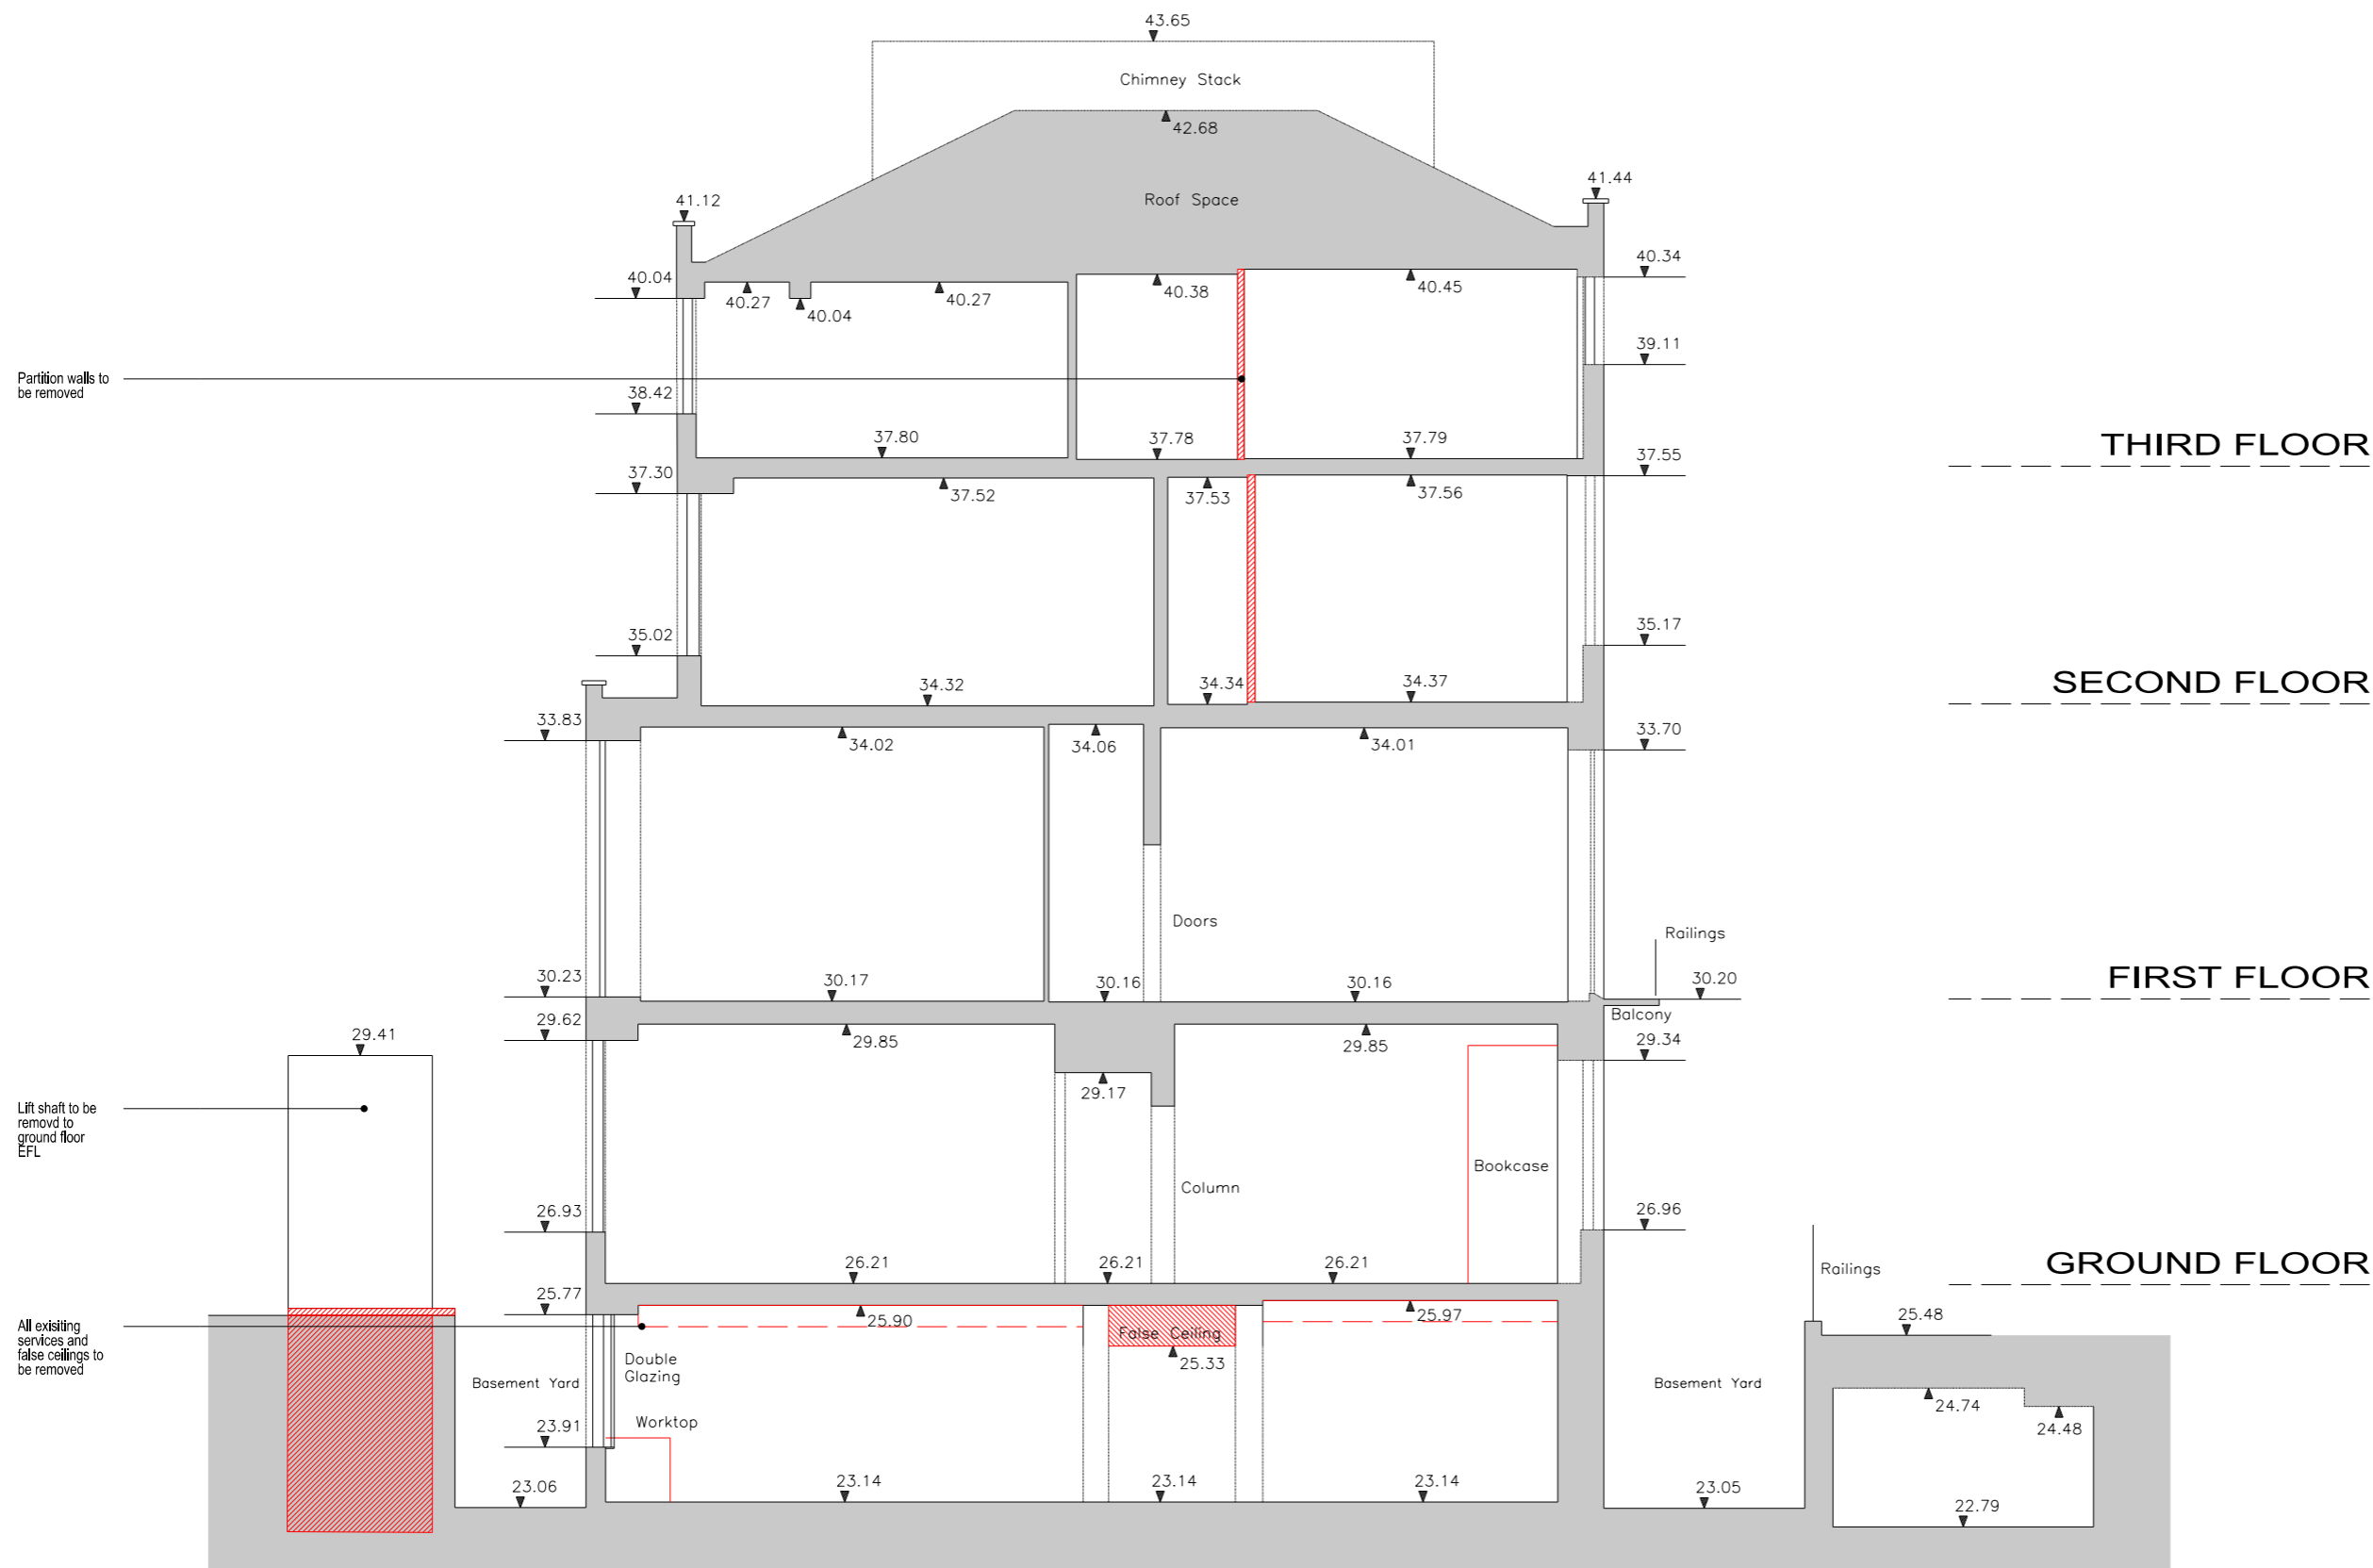 43.65
Chimney Stack
42.68
41.12
Roof Space
41.44
40.04
40.27
40.04
40.27
40.38
40.45
40.34
39.11
Partition walls to
be removed
38.42
37.80
37.78
37.79
THIRD FLOOR
37.30
37.52
37.53
37.56
37.55
35.02
35.17
34.32
34.34
34.37
SECOND FLOOR
33.83
34.02
34.06
34.01
33.70
Doors
Railings
30.23
30.17
30.16
30.16
30.20
FIRST FLOOR
Balcony
29.62
29.85
29.85
29.34
29.41
29.17
Lift shaft to be
removd to
ground floor
EFL
Column
Bookcase
26.93
26.96
26.21
26.21
26.21
GROUND FLOOR
Railings
25.77
25.90
False Ceiling
25.97
25.48
All exisiting
services and
false ceilings to
be removed
25.33
Double
Glazing
Basement Yard
Basement Yard
24.74
24.48
23.91
Worktop
23.06
23.14
23.14
23.14
23.05
22.79